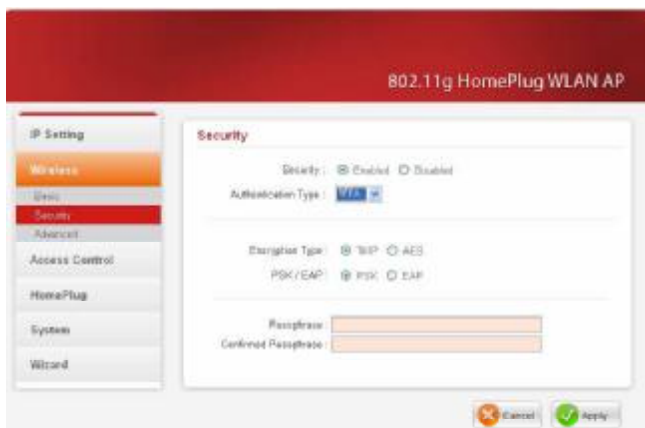 802.11g HomePlug WLAN AP
IP Setting
Wireless
Basic
Security
Advanced
Access Control
HomePlug
System
Wizard
Security
Security : Enabled Disabled
Authentication Type : WPA
Encryption Type : TKIP AES
PSK / EAP : PSK EAP
Passphrase :
Confirmed Passphrase :
Cancel Apply